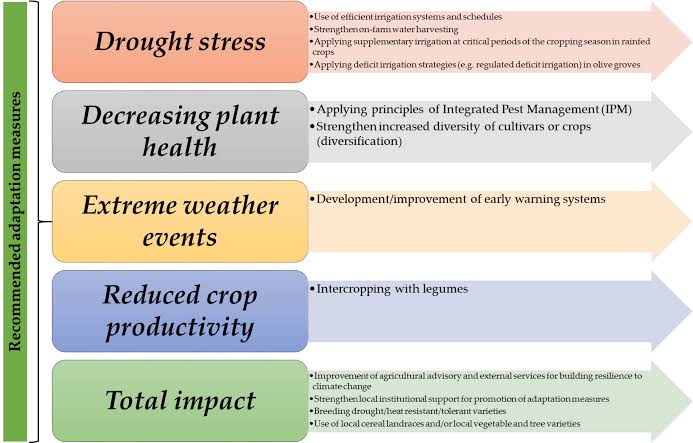 Recommended adaptation measures
Drought stress
•Use of efficient irrigation systems and schedules
•Strengthen on-farm water harvesting
•Applying supplementary irrigation at critical periods of the cropping season in rainfed
crops
•Applying deficit irrigation strategies (e.g. regulated deficit irrigation) in olive groves
Decreasing plant
health
•Applying principles of Integrated Pest Management (IPM)
•Strengthen increased diversity of cultivars or crops
(diversification)
Extreme weather
events
•Development/improvement of early warning systems
Reduced crop
productivity
•Intercropping with legumes
Total impact
•Improvement of agricultural advisory and external services for building resilience to
climate change
•Strengthen local institutional support for promotion of adaptation measures
•Breeding drought/heat resistant/tolerant varieties
•Use of local cereal landraces and/or local vegetable and tree varieties